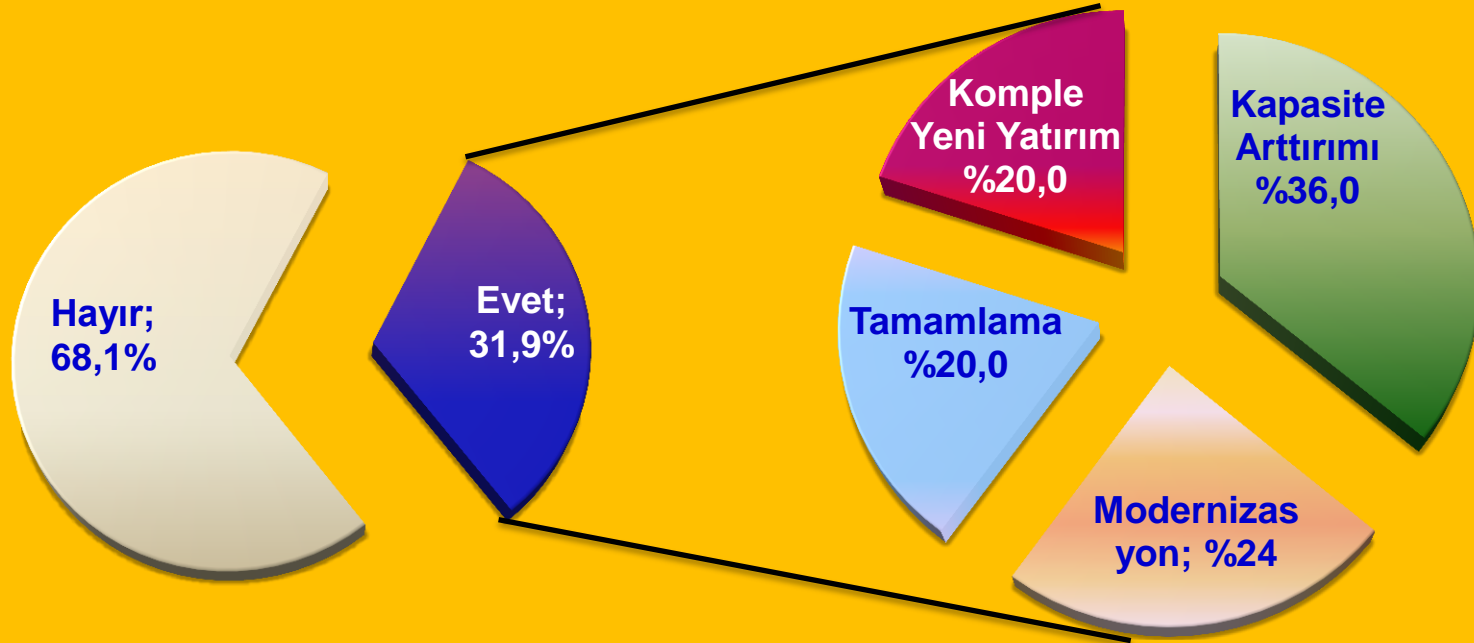 Hayır;
68,1%
Evet;
31,9%
Komple
Yeni Yatırım
%20,0
Kapasite
Arttırımı
%36,0
Tamamlama
%20,0
Modernizas
yon; %24